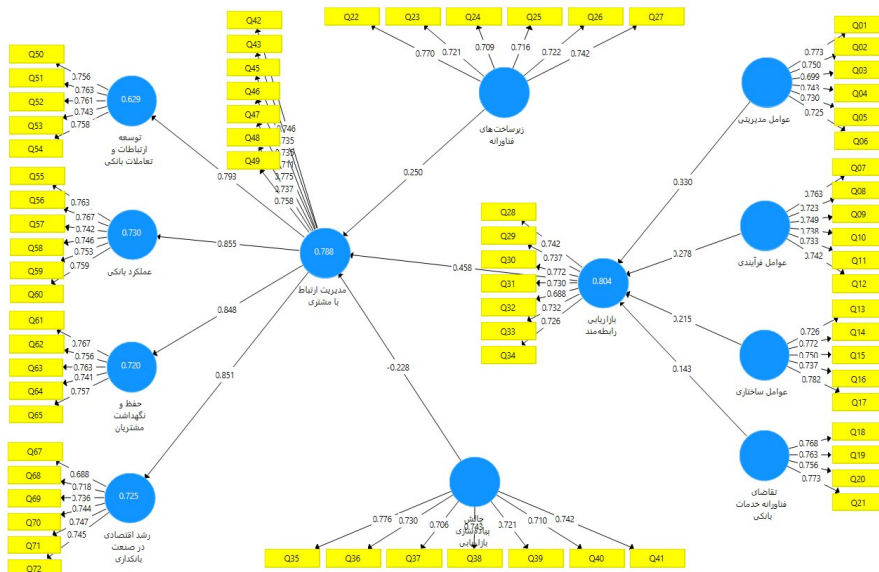 Q42
Q43
Q45
Q46
Q47
Q48
Q49
0.746
0.735
0.711
0.775
0.737
0.758
Q22
Q23
Q24
Q25
Q26
Q27
0.770
0.721
0.709
0.716
0.722
0.742
زیرساخت‌های
فناورانه
Q01
Q02
Q03
Q04
Q05
Q06
0.773
0.750
0.699
0.743
0.730
0.725
عوامل مدیریتی
Q50
Q51
Q52
Q53
Q54
0.756
0.763
0.761
0.743
0.758
0.629
توسعه
ارتباطات و
تعاملات بانکی
0.793
0.250
0.330
Q55
Q56
Q57
Q58
Q59
Q60
0.763
0.767
0.742
0.746
0.753
0.759
0.730
عملکرد بانکی
0.855
0.788
مدیریت ارتباط
با مشتری
0.458
Q28
Q29
Q30
Q31
Q32
Q33
Q34
0.742
0.737
0.772
0.730
0.688
0.732
0.726
0.804
بازاریابی
رابطه‌مند
0.278
Q07
Q08
Q09
Q10
Q11
Q12
0.763
0.723
0.749
0.738
0.733
0.742
عوامل فرآیندی
Q61
Q62
Q63
Q64
Q65
0.767
0.756
0.763
0.741
0.757
0.720
حفظ و
نگهداشت
مشتریان
0.848
0.851
-0.228
0.215
0.143
Q13
Q14
Q15
Q16
Q17
0.726
0.772
0.750
0.737
0.782
عوامل ساختاری
Q67
Q68
Q69
Q70
Q71
Q72
0.688
0.718
0.736
0.744
0.747
0.745
0.725
رشد اقتصادی
در صنعت
بانکداری
Q18
Q19
Q20
Q21
0.768
0.763
0.756
0.773
تقاضای
فناورانه خدمات
بانکی
چالش
پیاده‌سازی
بازاریابی
0.776
0.730
0.706
0.743
0.721
0.710
0.742
Q35
Q36
Q37
Q38
Q39
Q40
Q41